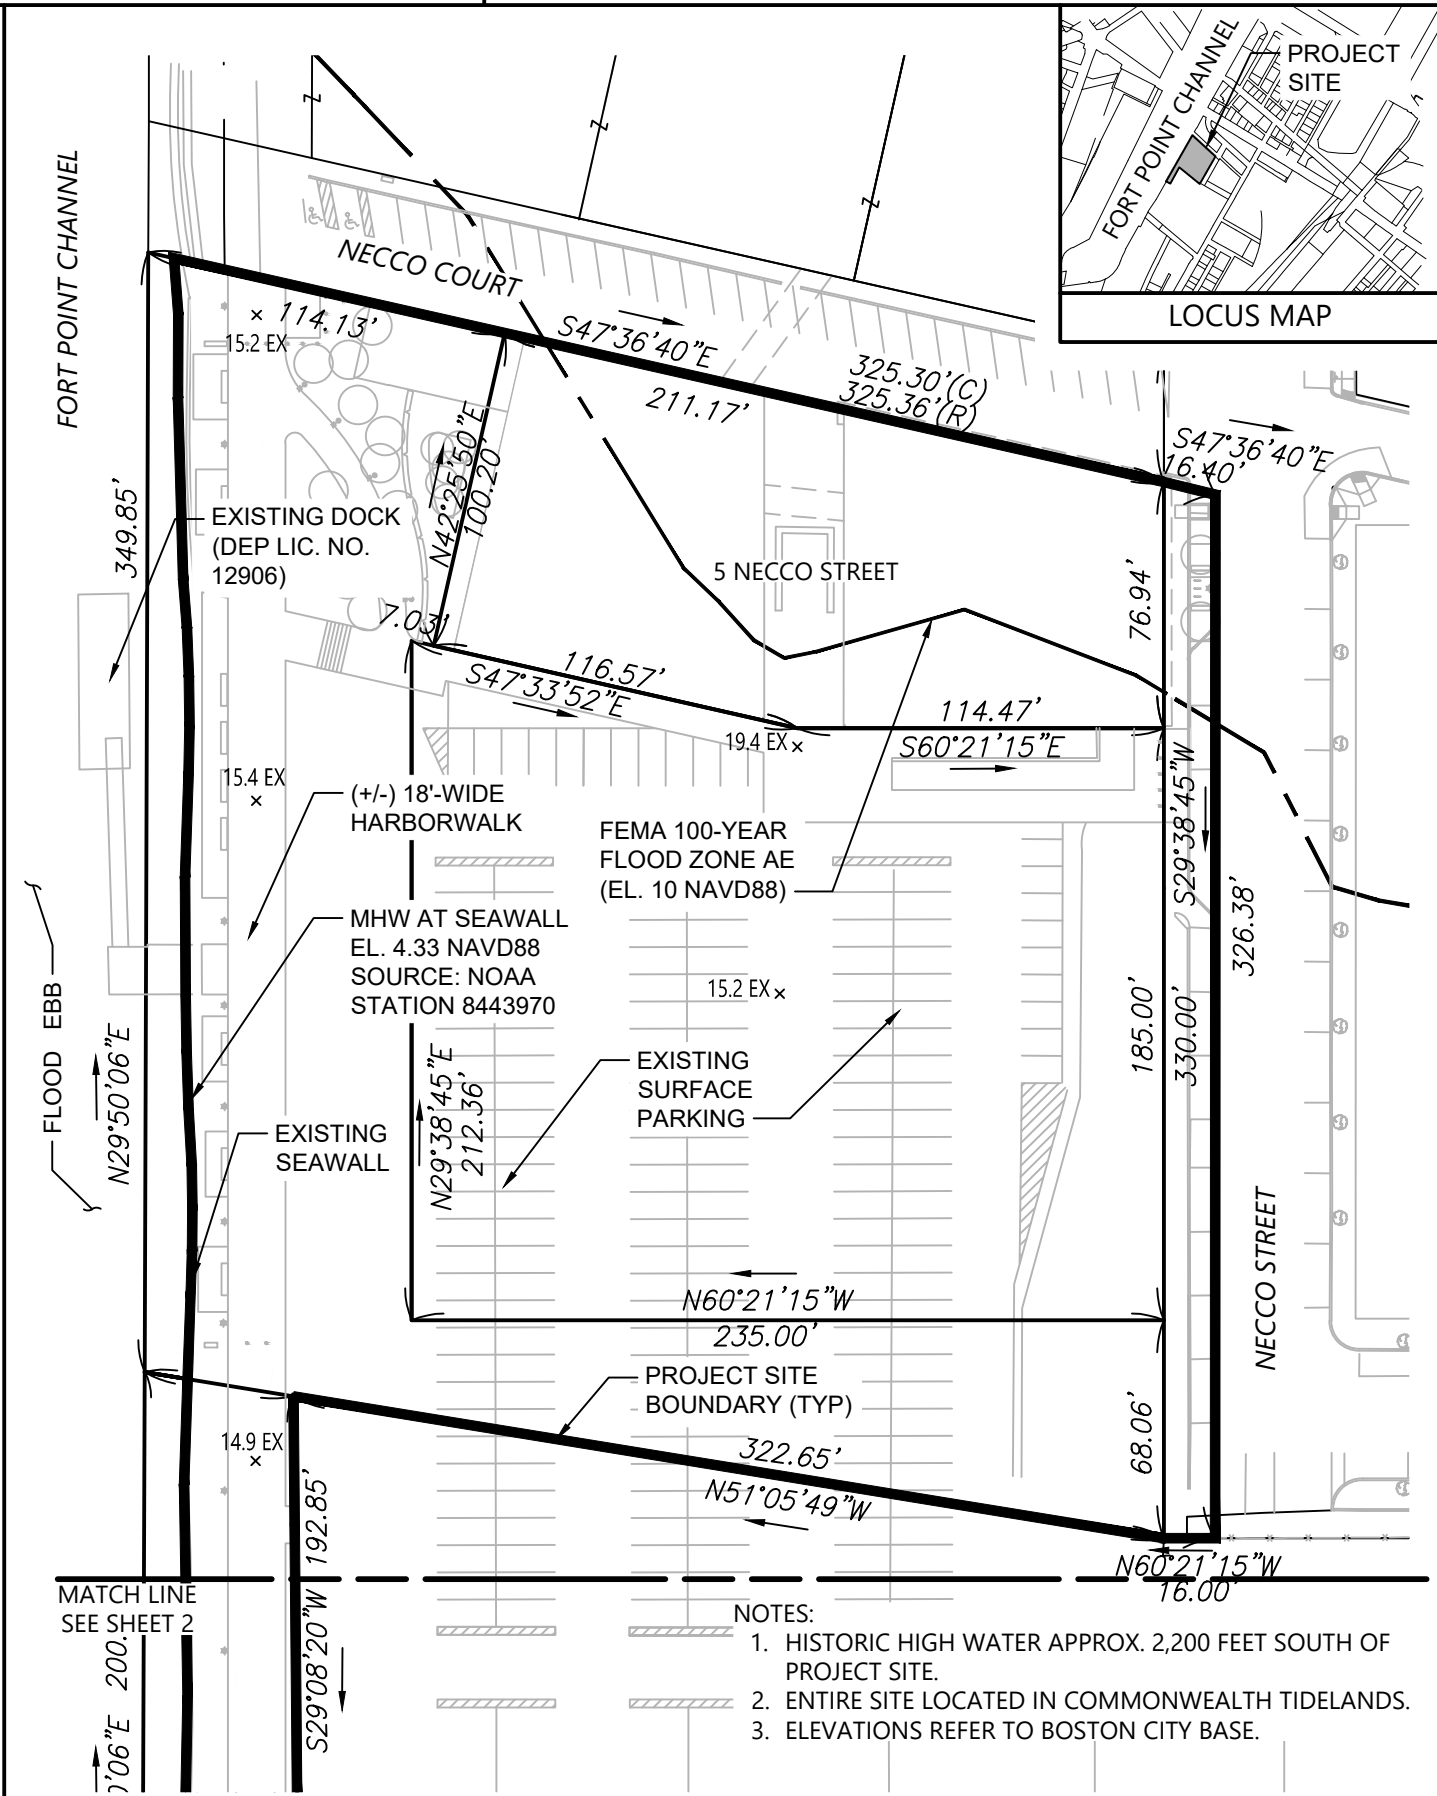 PROJECT
SITE
FORT POINT CHANNEL
LOCUS MAP
FORT POINT CHANNEL
NECCO COURT
114.13'
15.2 EX
S47°36'40"E
211.17'
325.30'(C)
325.36'(R)
S47°36'40"E
16.40'
349.85'
EXISTING DOCK
(DEP LIC. NO.
12906)
N42°25'50"E
100.20'
5 NECCO STREET
76.94'
7.03'
116.57'
S47°33'52"E
114.47'
S60°21'15"E
19.4 EX
15.4 EX
(+/-) 18'-WIDE
HARBORWALK
FEMA 100-YEAR
FLOOD ZONE AE
(EL. 10 NAVD88)
S29°38'45"W
330.00'
326.38'
MHW AT SEAWALL
EL. 4.33 NAVD88
SOURCE: NOAA
STATION 8443970
15.2 EX
FLOOD EBB
N29°50'06"E
EXISTING
SURFACE
PARKING
185.00'
N29°38'45"E
212.36'
EXISTING
SEAWALL
NECCO STREET
N60°21'15"W
235.00'
PROJECT SITE
BOUNDARY (TYP)
68.06'
14.9 EX
322.65'
N51°05'49"W
S29°08'20"W 192.85'
N60°21'15"W
16.00'
MATCH LINE
SEE SHEET 2
0'06"E 200.
NOTES:
1. HISTORIC HIGH WATER APPROX. 2,200 FEET SOUTH OF
PROJECT SITE.
2. ENTIRE SITE LOCATED IN COMMONWEALTH TIDELANDS.
3. ELEVATIONS REFER TO BOSTON CITY BASE.